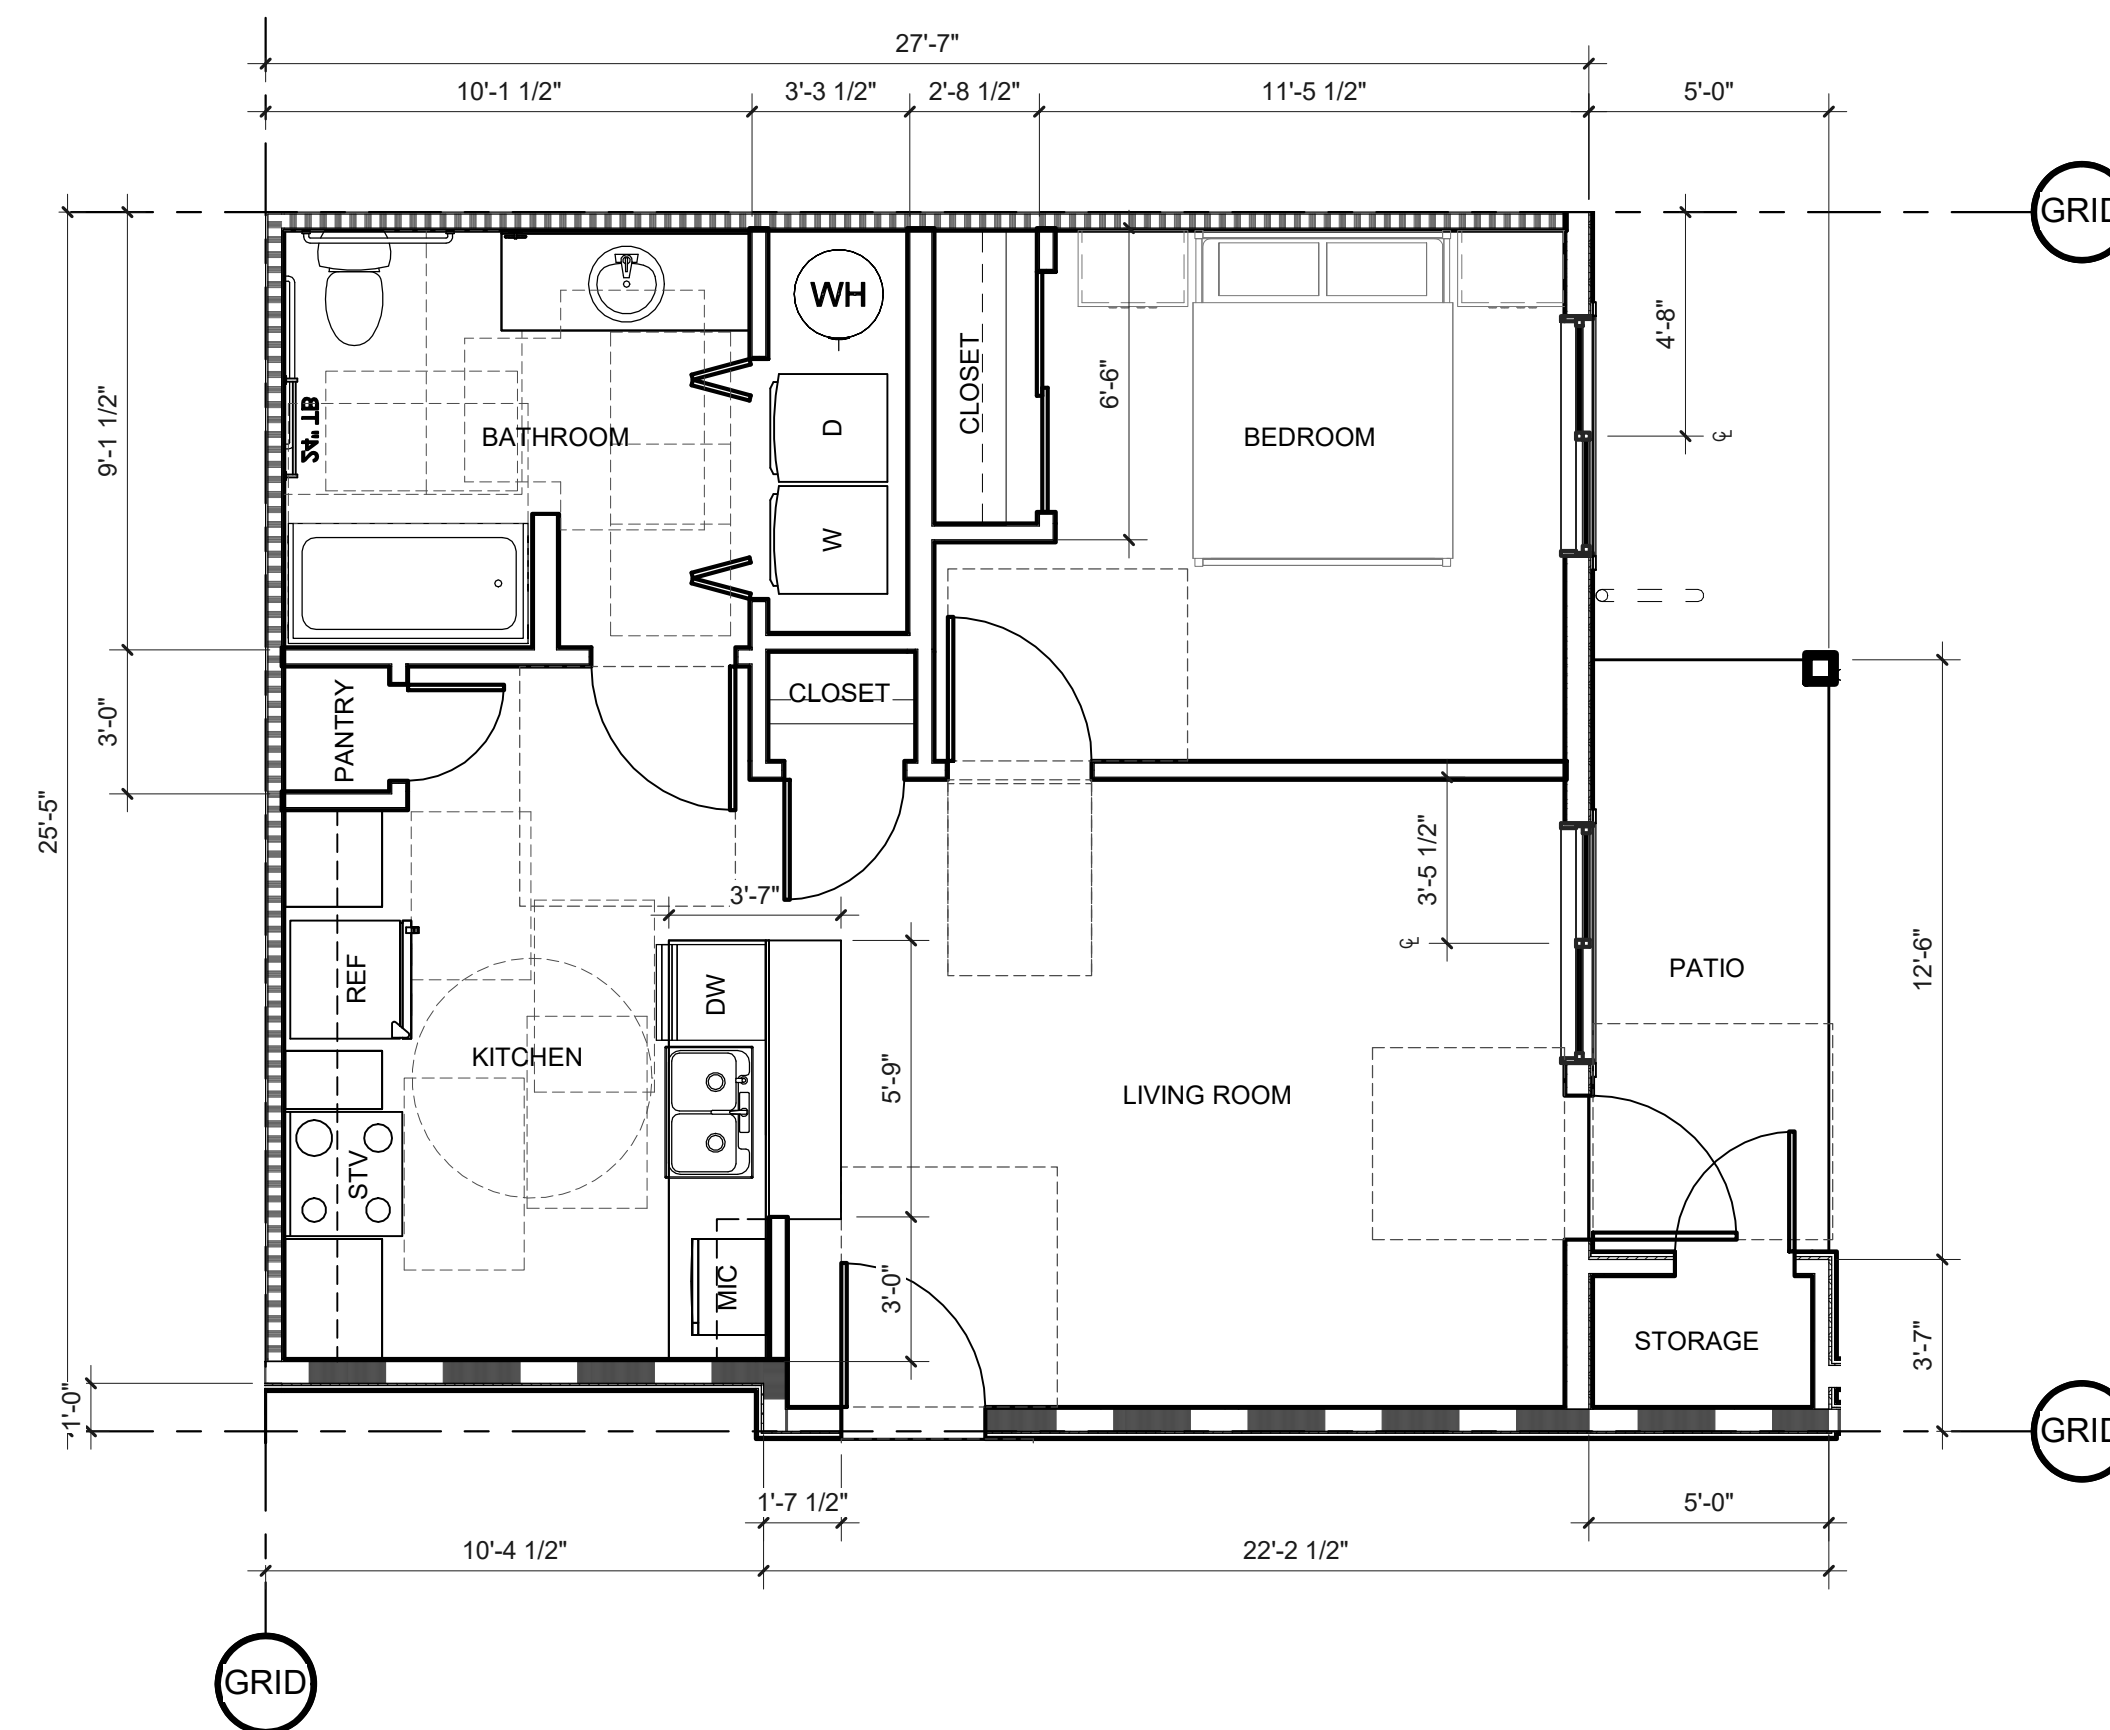 27'-7"
10'-1 1/2"
3'-3 1/2"
2'-8 1/2"
11'-5 1/2"
5'-0"
GRID
WH
4'-8"
CLOSET
6'-6"
9'-1 1/2"
24" TB
BATHROOM
D
BEDROOM
℄
W
PANTRY
CLOSET
3'-0"
25'-5"
3'-7"
3'-5 1/2"
℄
REF
DW
PATIO
12'-6"
KITCHEN
5'-9"
LIVING ROOM
STV
MIC
3'-0"
STORAGE
3'-7"
1'-0"
GRID
1'-7 1/2"
5'-0"
10'-4 1/2"
22'-2 1/2"
GRID